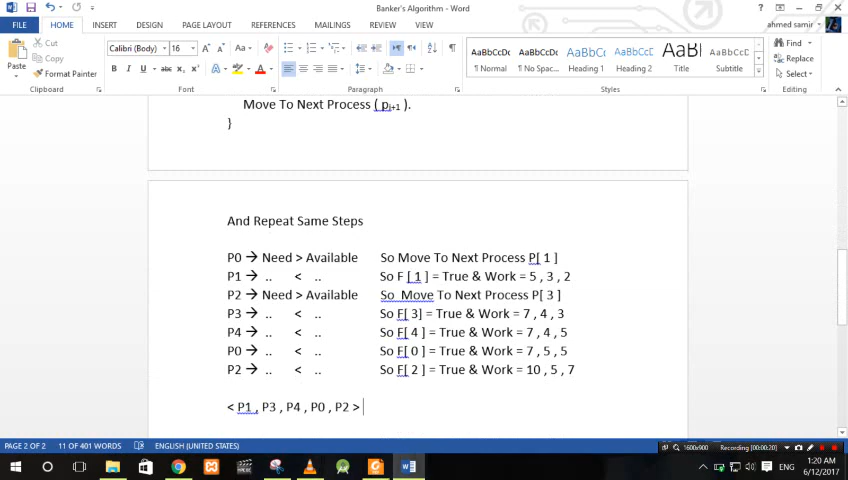 Banker's Algorithm - Word
FILE HOME INSERT DESIGN PAGE LAYOUT REFERENCES MAILINGS REVIEW VIEW ahmed samir
Cut
Copy
Format Painter
Paste
Clipboard
Calibri (Body) 16
Font
Paragraph
AaBbCcDc AaBbCcDc AaBbCc AaBbCcC AaBl AaBbCcD
¶ Normal ¶ No Spac... Heading 1 Heading 2 Title Subtitle
Styles
Find
Replace
Select
Editing
Move To Next Process ( pi+1 ).
}
And Repeat Same Steps
P0 → Need > Available So Move To Next Process P[ 1 ]
P1 → .. < .. So F [ 1 ] = True & Work = 5 , 3 , 2
P2 → Need > Available So Move To Next Process P[ 3 ]
P3 → .. < .. So F[ 3] = True & Work = 7 , 4 , 3
P4 → .. < .. So F[ 4 ] = True & Work = 7 , 4 , 5
P0 → .. < .. So F[ 0 ] = True & Work = 7 , 5 , 5
P2 → .. < .. So F[ 2 ] = True & Work = 10 , 5 , 7
< P1 , P3 , P4 , P0 , P2 >
PAGE 2 OF 2 11 OF 401 WORDS ENGLISH (UNITED STATES)
1600x900 Recording [00:00:20]
ENG
1:20 AM
6/12/2017